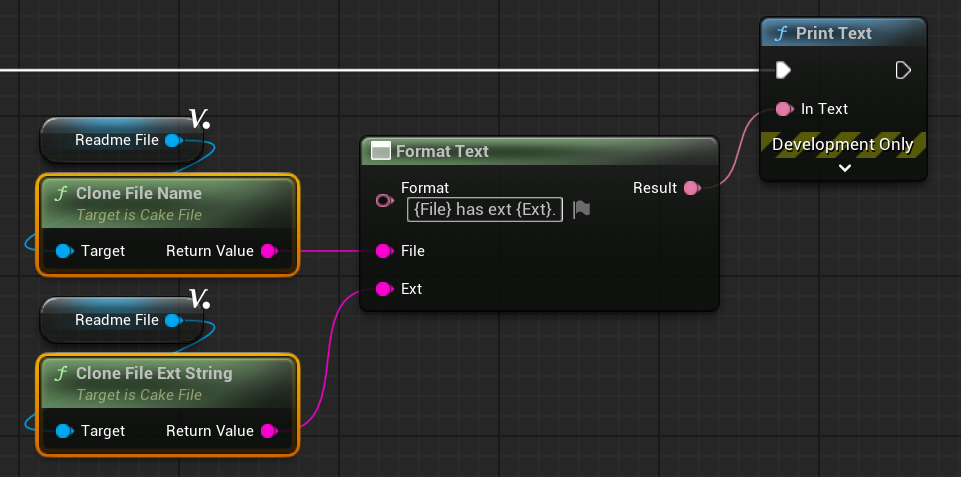 Print Text
In Text
Development Only
V.
Readme File
Clone File Name
Target is Cake File
Target
Return Value
Format Text
Format
{File} has ext {Ext}.
Result
File
Ext
V.
Readme File
Clone File Ext String
Target is Cake File
Target
Return Value